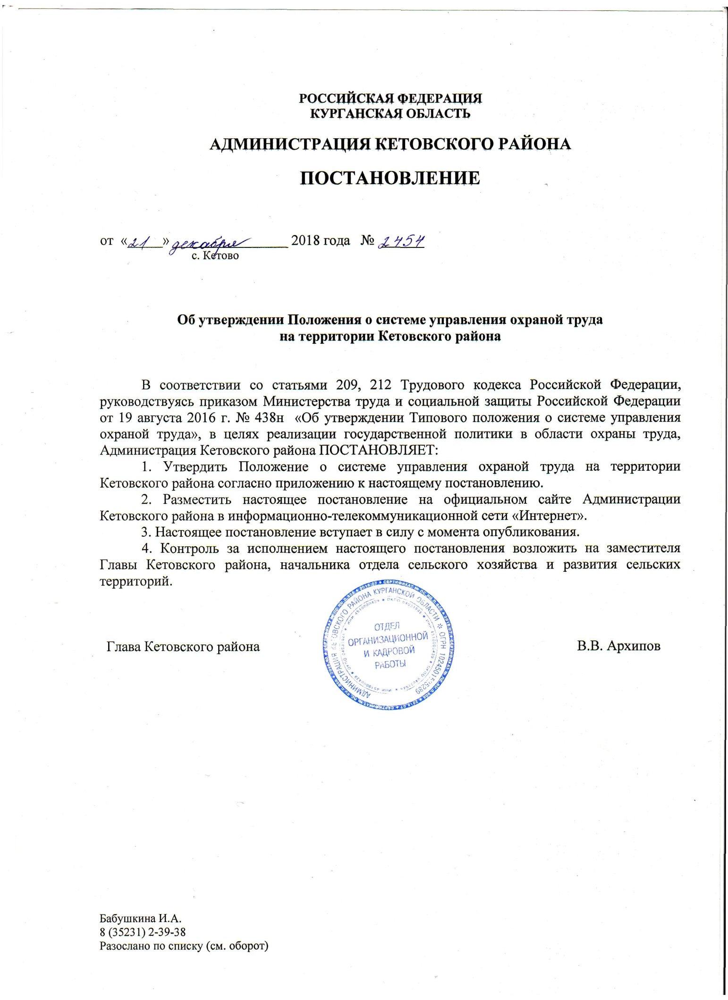 РОССИЙСКАЯ ФЕДЕРАЦИЯ
КУРГАНСКАЯ ОБЛАСТЬ
АДМИНИСТРАЦИЯ КЕТОВСКОГО РАЙОНА
ПОСТАНОВЛЕНИЕ
от «21» декабря 2018 года № 2454
с. Кетово
Об утверждении Положения о системе управления охраной труда
на территории Кетовского района
В соответствии со статьями 209, 212 Трудового кодекса Российской Федерации,
руководствуясь приказом Министерства труда и социальной защиты Российской Федерации
от 19 августа 2016 г. № 438н «Об утверждении Типового положения о системе управления
охраной труда», в целях реализации государственной политики в области охраны труда,
Администрация Кетовского района ПОСТАНОВЛЯЕТ:
1. Утвердить Положение о системе управления охраной труда на территории
Кетовского района согласно приложению к настоящему постановлению.
2. Разместить настоящее постановление на официальном сайте Администрации
Кетовского района в информационно-телекоммуникационной сети «Интернет».
3. Настоящее постановление вступает в силу с момента опубликования.
4. Контроль за исполнением настоящего постановления возложить на заместителя
Главы Кетовского района, начальника отдела сельского хозяйства и развития сельских
территорий.
Глава Кетовского района
АДМИНИСТРАЦИЯ КЕТОВСКОГО РАЙОНА КУРГАНСКОЙ ОБЛАСТИ ✲ ОГРН
ОТДЕЛ
ОРГАНИЗАЦИОННОЙ
И КАДРОВОЙ
РАБОТЫ
В.В. Архипов
Бабушкина И.А.
8 (35231) 2-39-38
Разослано по списку (см. оборот)